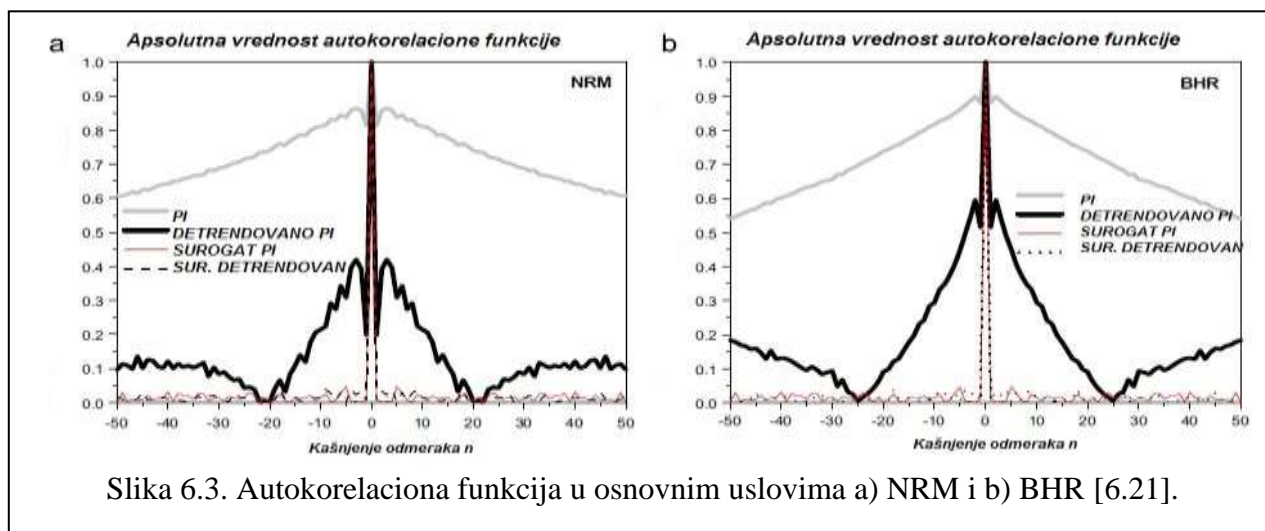 a
Apsolutna vrednost autokorelacione funkcije
NRM
1.0
0.9
0.8
0.7
0.6
0.5
0.4
0.3
0.2
0.1
0.0
PI
DETRENDOVANO PI
SUROGAT PI
SUR. DETRENDOVAN
-50 -40 -30 -20 -10 0 10 20 30 40 50
Kašnjenje odmeraka n
b
Apsolutna vrednost autokorelacione funkcije
BHR
1.0
0.9
0.8
0.7
0.6
0.5
0.4
0.3
0.2
0.1
0.0
PI
DETRENDOVANO PI
SUROGAT PI
SUR. DETRENDOVAN
-50 -40 -30 -20 -10 0 10 20 30 40 50
Kašnjenje odmeraka n
Slika 6.3. Autokorelaciona funkcija u osnovnim uslovima a) NRM i b) BHR [6.21].